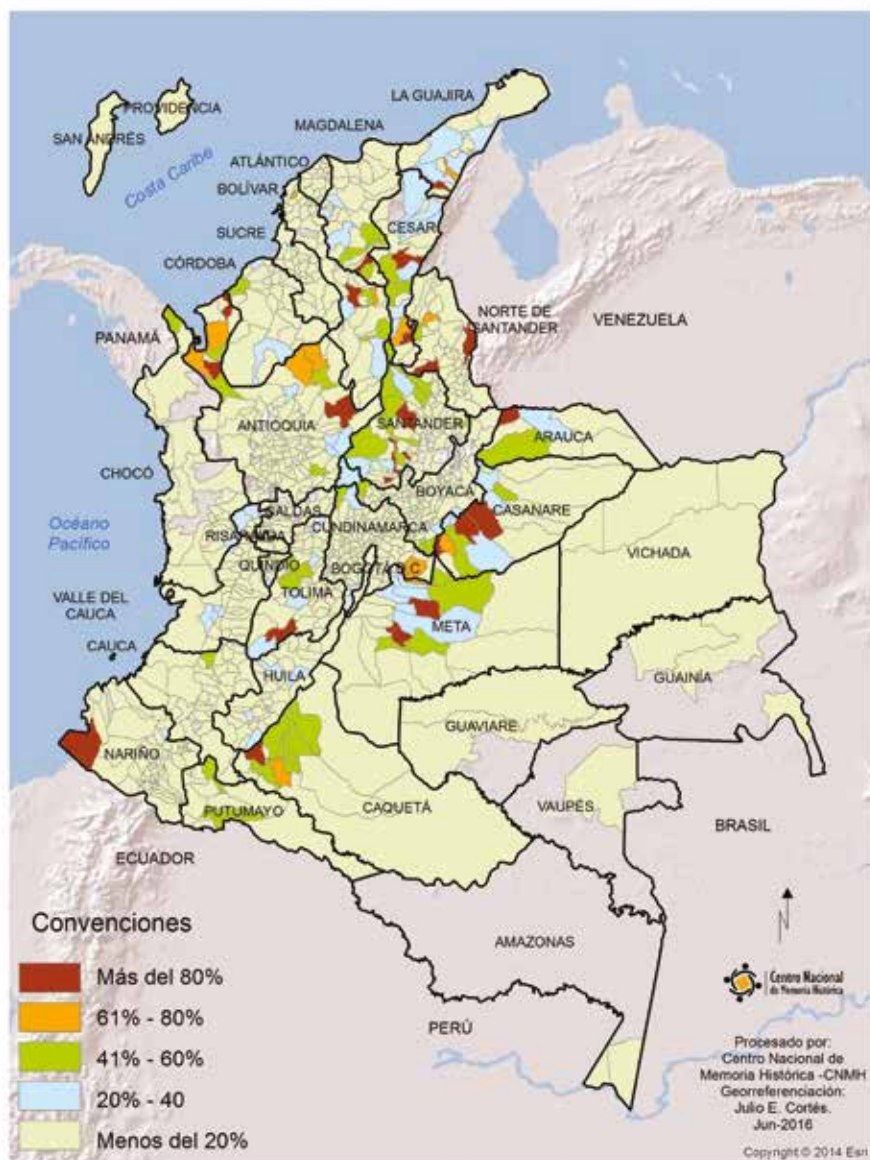 LA GUAJIRA
PROVIDENCIA
MAGDALENA
SAN ANDRÉS
ATLÁNTICO
Costa Caribe
BOLÍVAR
CESAR
SUCRE
CÓRDOBA
NORTE DE
SANTANDER
VENEZUELA
PANAMÁ
ANTIOQUIA
SANTANDER
ARAUCA
CHOCÓ
BOYACÁ
CASANARE
CALDAS
Océano
Pacífico
CUNDINAMARCA
RISARALDA
VICHADA
QUINDÍO
BOGOTÁ D.C.
TOLIMA
VALLE DEL
CAUCA
META
CAUCA
HUILA
GUAINÍA
GUAVIARE
NARIÑO
CAQUETÁ
VAUPÉS
PUTUMAYO
BRASIL
ECUADOR
Convenciones
AMAZONAS
Más del 80%
61% - 80%
41% - 60%
20% - 40
Menos del 20%
PERÚ
Centro Nacional
de Memoria Histórica
Procesado por:
Centro Nacional de
Memoria Histórica -CNMH
Georreferenciación:
Julio E. Cortés.
Jun-2016
Copyright © 2014 Esri